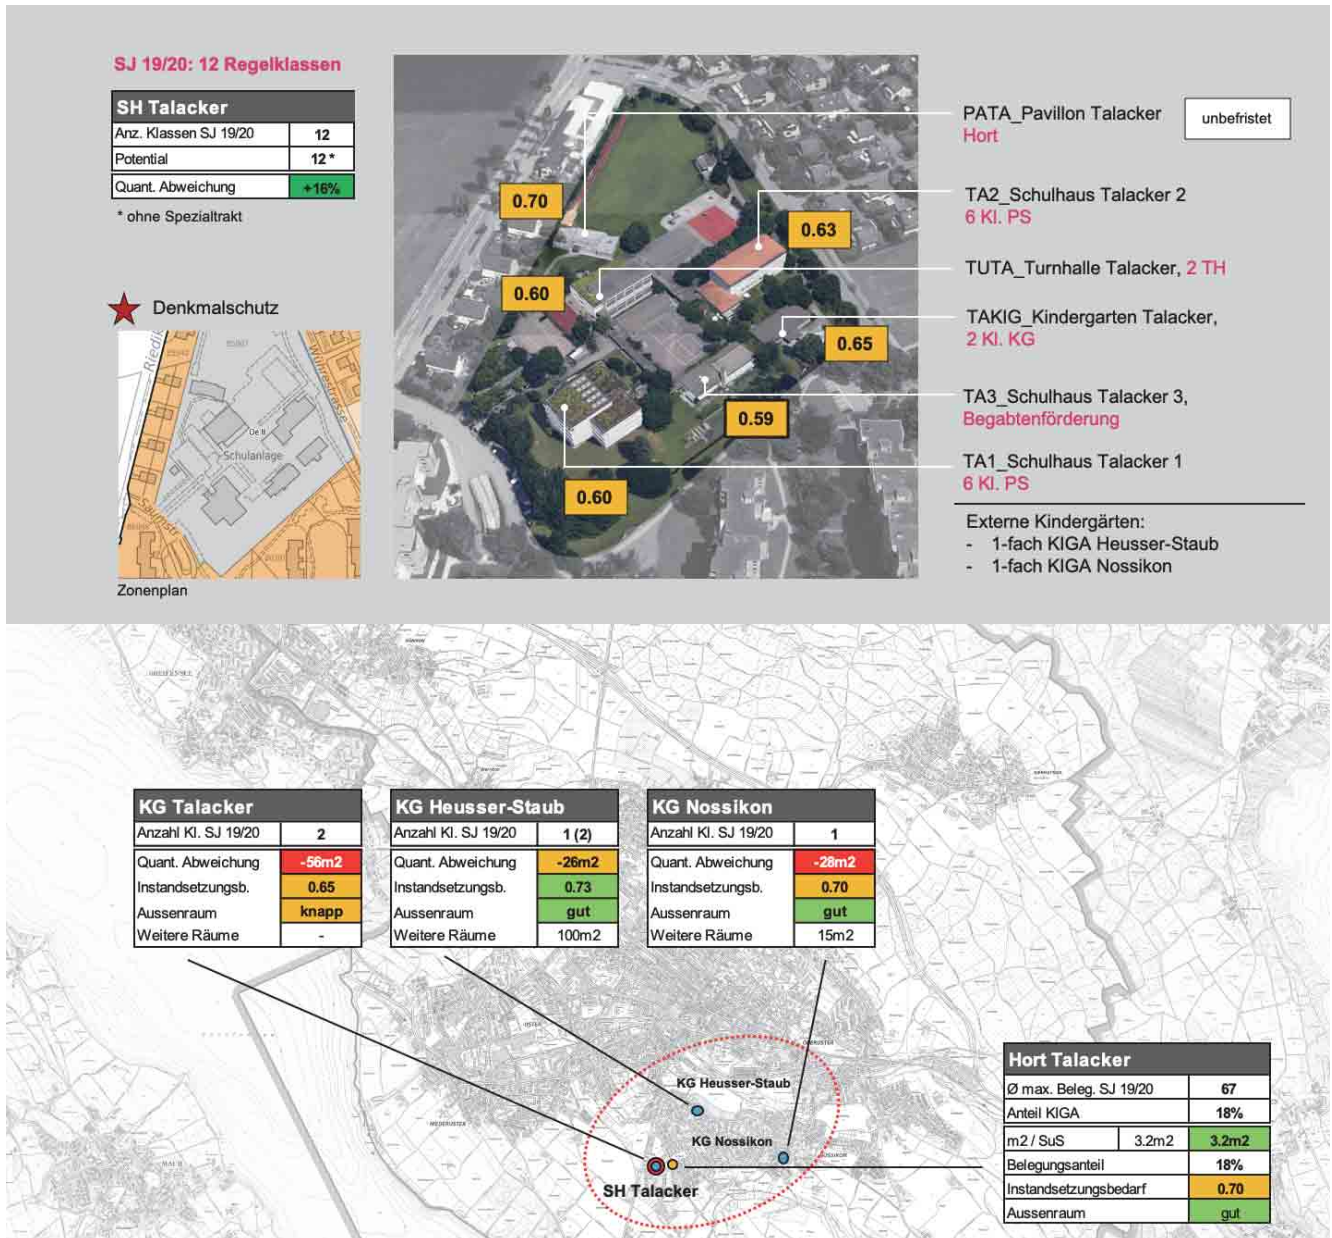 SJ 19/20: 12 Regelklassen
SH Talacker
Anz. Klassen SJ 19/20 12
Potential 12 *
Quant. Abweichung +16%
* ohne Spezialtrakt
Denkmalschutz
Wührestrasse
Oe II
Schulanlage
Zonenplan
0.70
0.63
0.60
0.65
0.59
0.60
PATA_Pavillon Talacker
Hort
unbefristet
TA2_Schulhaus Talacker 2
6 Kl. PS
TUTA_Turnhalle Talacker, 2 TH
TAKIG_Kindergarten Talacker,
2 Kl. KG
TA3_Schulhaus Talacker 3,
Begabtenförderung
TA1_Schulhaus Talacker 1
6 Kl. PS
Externe Kindergärten:
- 1-fach KIGA Heusser-Staub
- 1-fach KIGA Nossikon
KG Talacker
Anzahl Kl. SJ 19/20 2
Quant. Abweichung -56m2
Instandsetzungsb. 0.65
Aussenraum knapp
Weitere Räume -
KG Heusser-Staub
Anzahl Kl. SJ 19/20 1 (2)
Quant. Abweichung -26m2
Instandsetzungsb. 0.73
Aussenraum gut
Weitere Räume 100m2
KG Nossikon
Anzahl Kl. SJ 19/20 1
Quant. Abweichung -28m2
Instandsetzungsb. 0.70
Aussenraum gut
Weitere Räume 15m2
KG Heusser-Staub
KG Nossikon
SH Talacker
Hort Talacker
Ø max. Beleg. SJ 19/20 67
Anteil KIGA 18%
m2 / SuS 3.2m2 3.2m2
Belegungsanteil 18%
Instandsetzungsbedarf 0.70
Aussenraum gut